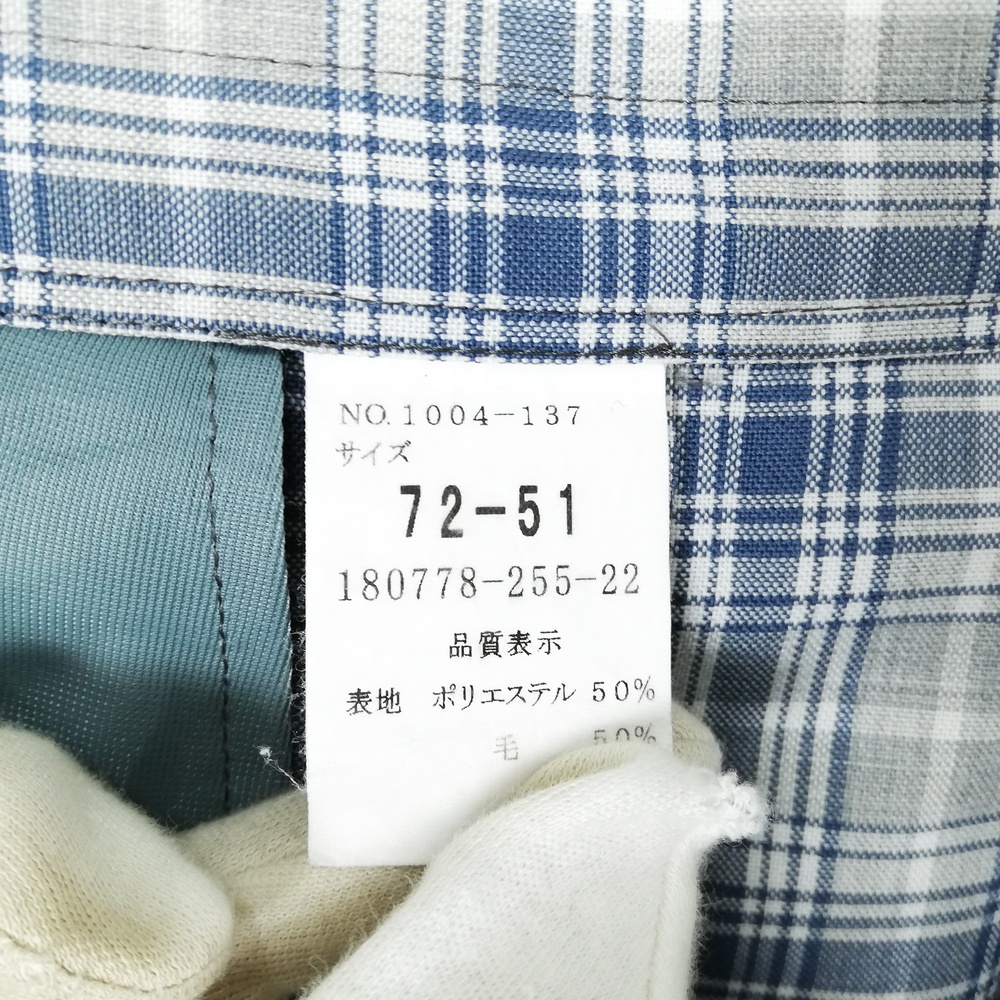 NO.1004-137
サイズ
72-51
180778-255-22
品質表示
表地 ポリエステル 50%
毛 50%